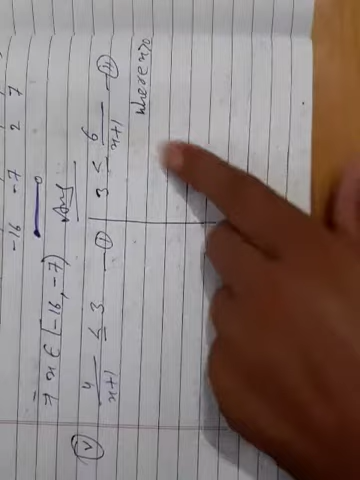 -16 -7 2 7
⇒ x ∈ (-16, -7)
Ans
(V) 4/(x+1) ≤ 3 —(I) 3 < 6/(x+1) —(II)
where x>0